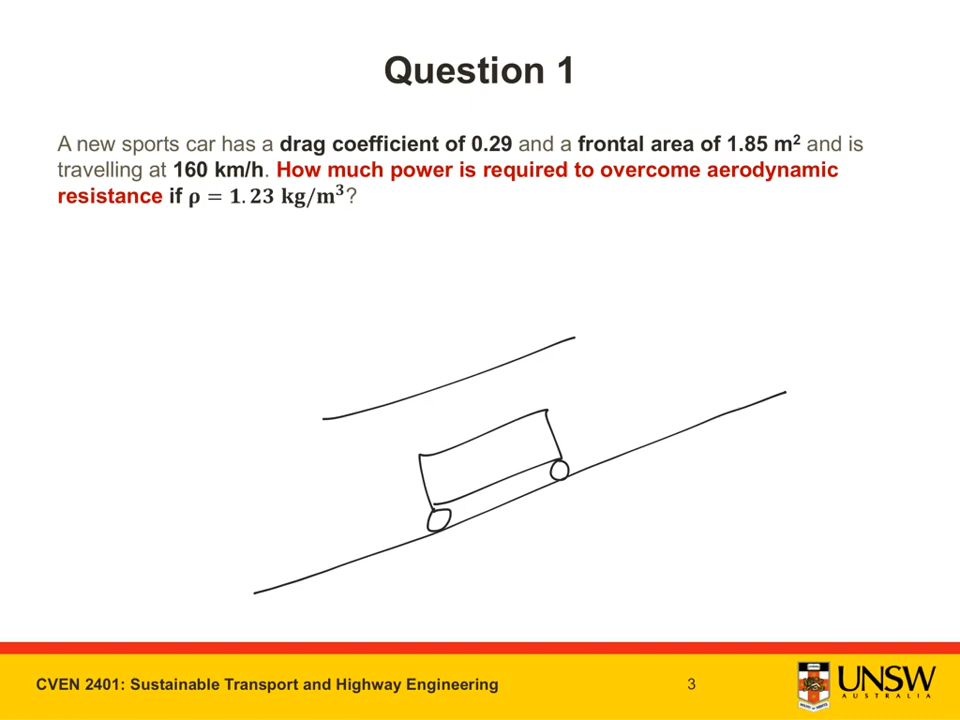 Question 1
A new sports car has a drag coefficient of 0.29 and a frontal area of 1.85 m² and is
travelling at 160 km/h. How much power is required to overcome aerodynamic
resistance if ρ = 1.23 kg/m³?
CVEN 2401: Sustainable Transport and Highway Engineering
3
UNSW
AUSTRALIA